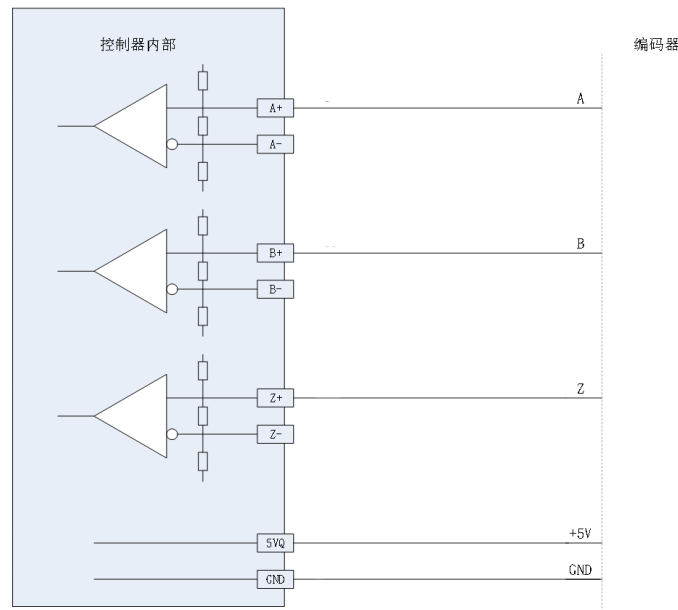 控制器内部 编码器
A+ A
A-
B+ B
B-
Z+ Z
Z-
5VQ +5V
GND GND